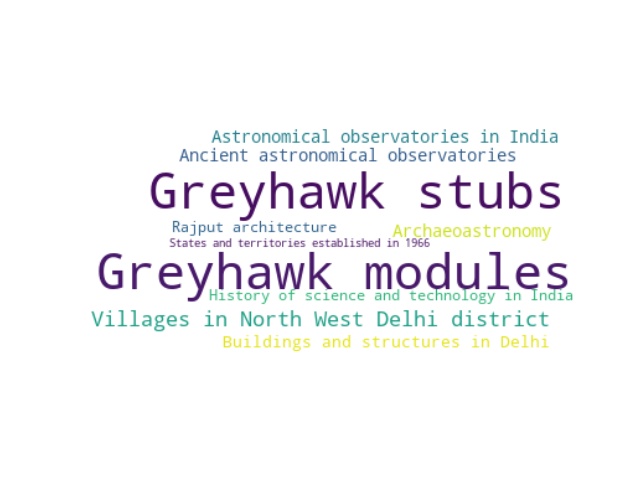 Astronomical observatories in India
Ancient astronomical observatories
Greyhawk stubs
Rajput architecture
Archaeoastronomy
States and territories established in 1966
Greyhawk modules
History of science and technology in India
Villages in North West Delhi district
Buildings and structures in Delhi